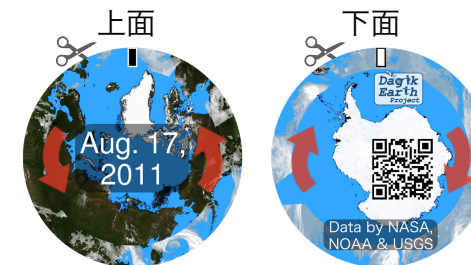 上面
下面
Aug. 17,
2011
Dagik
Earth
Project
Data by NASA,
NOAA & USGS